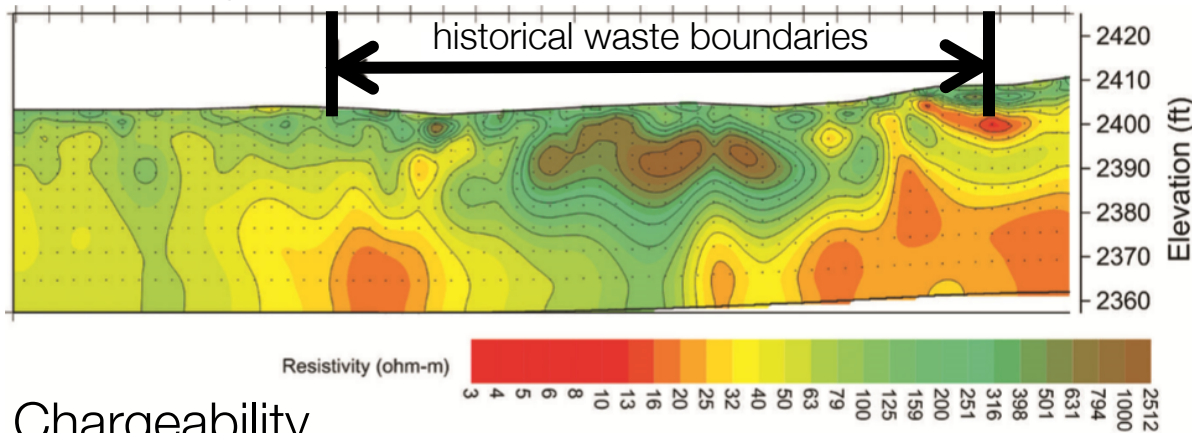 historical waste boundaries
2420
2410
2400
2390
2380
2370
2360
Elevation (ft)
Resistivity (ohm-m)
3 4 5 6 8 10 13 16 20 25 32 40 50 63 79 100 125 159 200 251 316 398 501 631 794 1000 2512
Chargeability